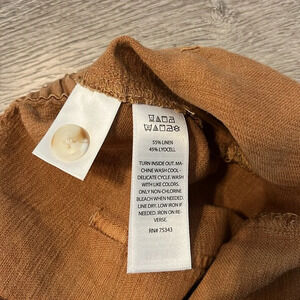 55% LINEN
45% LYOCELL
TURN INSIDE OUT. MA-
CHINE WASH COOL -
DELICATE CYCLE. WASH
WITH LIKE COLORS.
ONLY NON-CHLORINE
BLEACH WHEN NEEDED.
LINE DRY. LOW IRON IF
NEEDED. IRON ON RE-
VERSE.
RN# 75343